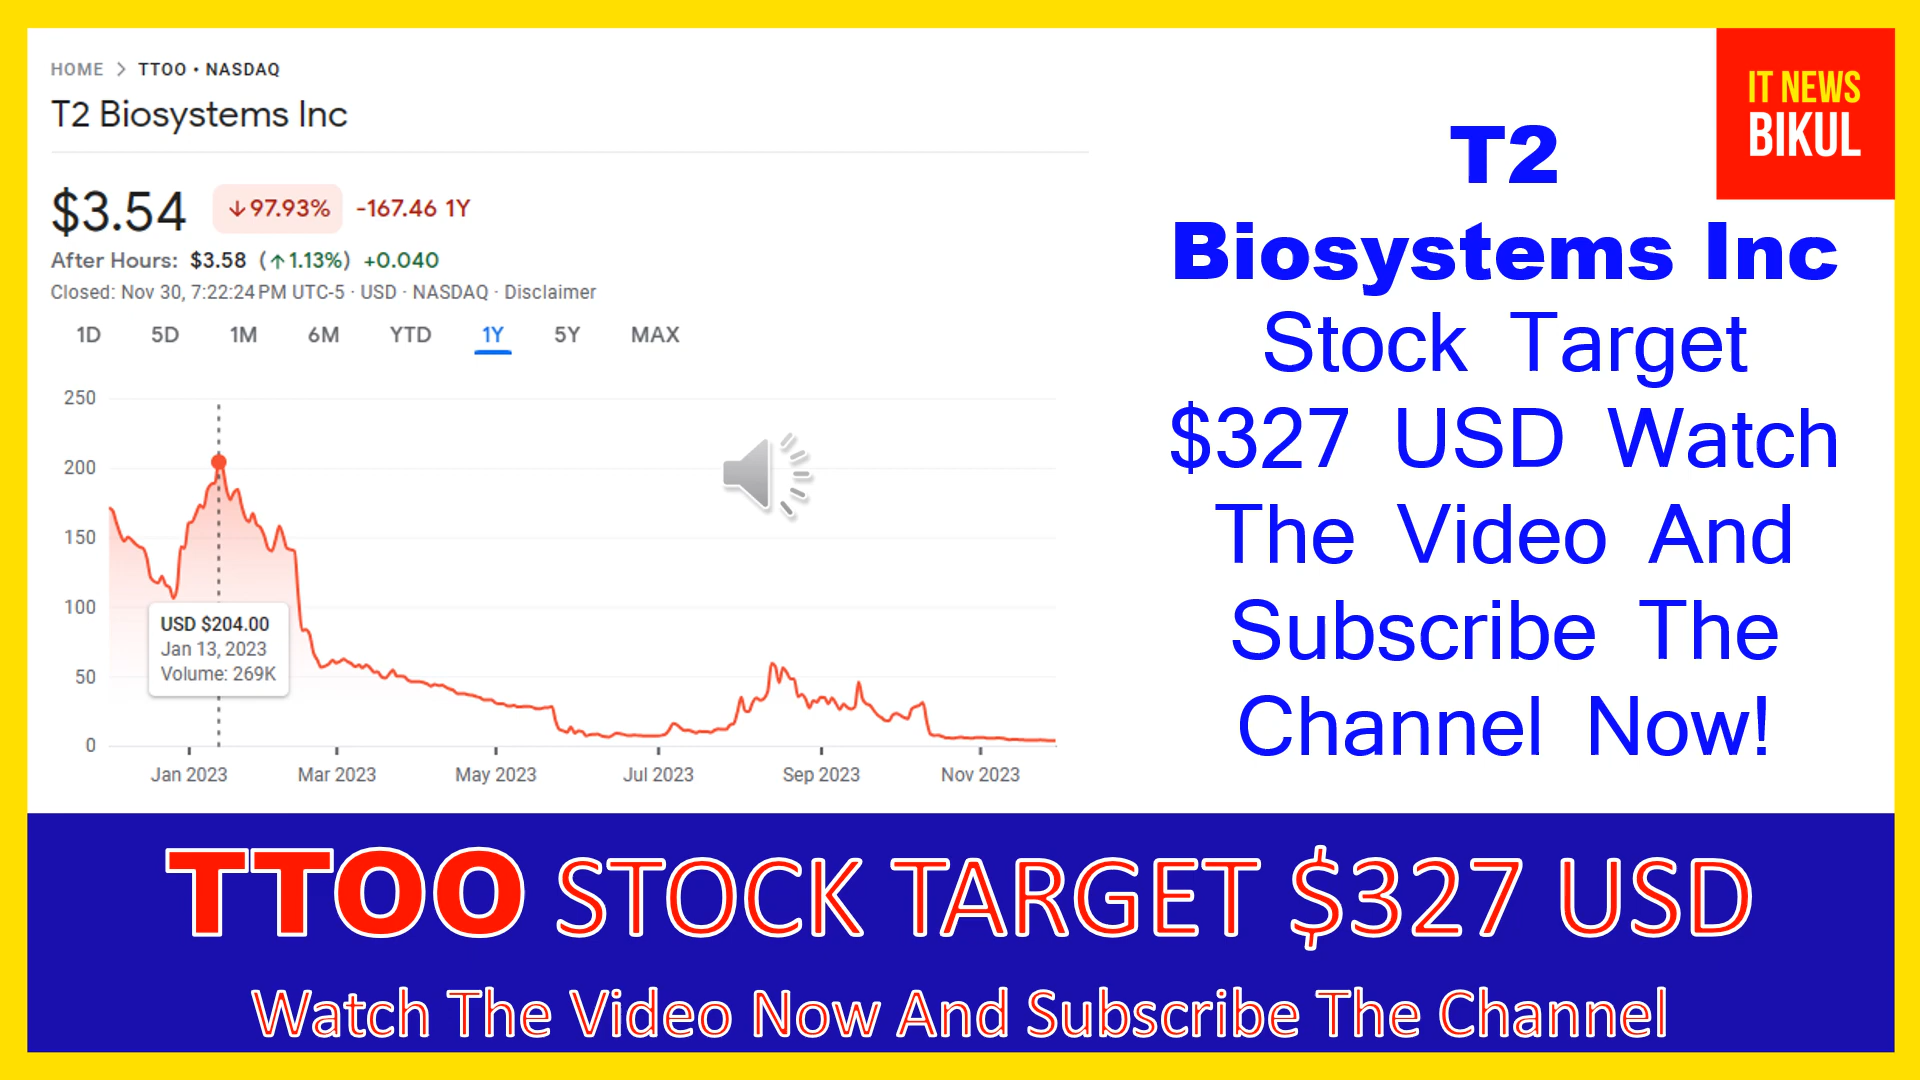 HOME > TTOO • NASDAQ
T2 Biosystems Inc
$3.54 ↓97.93% -167.46 1Y
After Hours: $3.58 (↑1.13%) +0.040
Closed: Nov 30, 7:22:24 PM UTC-5 · USD · NASDAQ · Disclaimer
1D 5D 1M 6M YTD 1Y 5Y MAX
250
200
150
100
50
0
USD $204.00
Jan 13, 2023
Volume: 269K
Jan 2023 Mar 2023 May 2023 Jul 2023 Sep 2023 Nov 2023
IT NEWS
BIKUL
T2
Biosystems Inc
Stock Target
$327 USD Watch
The Video And
Subscribe The
Channel Now!
TTOO STOCK TARGET $327 USD
Watch The Video Now And Subscribe The Channel